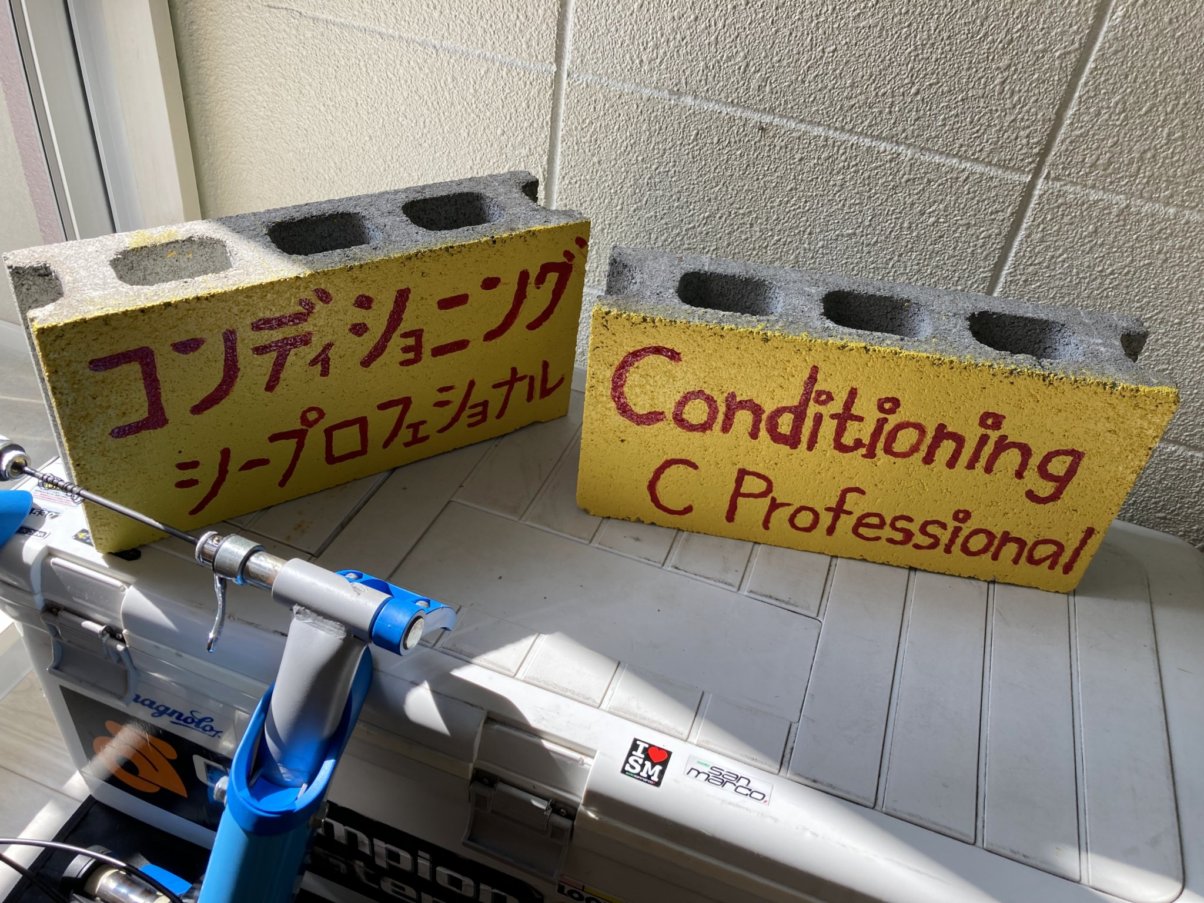 コンディショニング
シープロフェショナル
Conditioning
C Professional
I
SM
san
marco